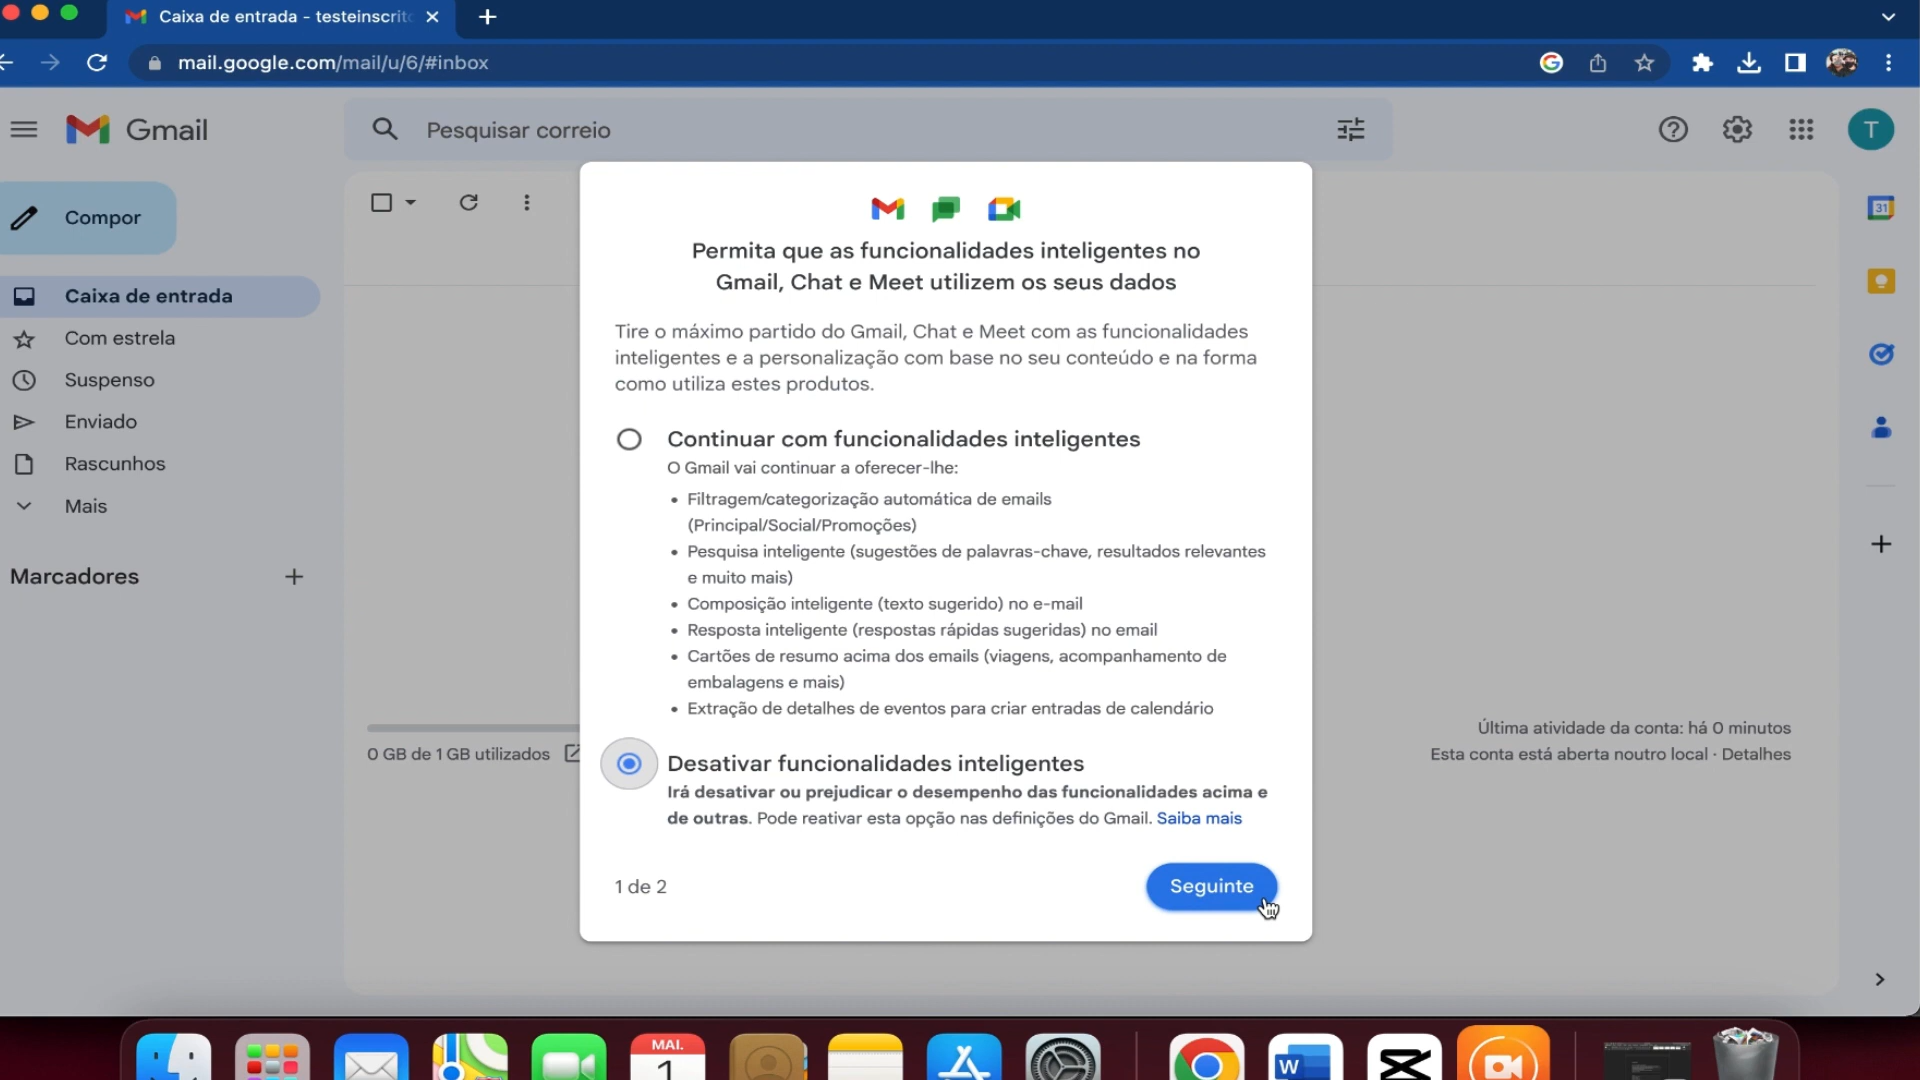 Caixa de entrada - testeinscrit
mail.google.com/mail/u/6/#inbox
Gmail
Pesquisar correio
T
Compor
Caixa de entrada
Com estrela
Suspenso
Enviado
Rascunhos
Mais
Marcadores
31
Permita que as funcionalidades inteligentes no
Gmail, Chat e Meet utilizem os seus dados
Tire o máximo partido do Gmail, Chat e Meet com as funcionalidades
inteligentes e a personalização com base no seu conteúdo e na forma
como utiliza estes produtos.
Continuar com funcionalidades inteligentes
O Gmail vai continuar a oferecer-lhe:
• Filtragem/categorização automática de emails
(Principal/Social/Promoções)
• Pesquisa inteligente (sugestões de palavras-chave, resultados relevantes
e muito mais)
• Composição inteligente (texto sugerido) no e-mail
• Resposta inteligente (respostas rápidas sugeridas) no email
• Cartões de resumo acima dos emails (viagens, acompanhamento de
embalagens e mais)
• Extração de detalhes de eventos para criar entradas de calendário
Desativar funcionalidades inteligentes
Irá desativar ou prejudicar o desempenho das funcionalidades acima e
de outras. Pode reativar esta opção nas definições do Gmail. Saiba mais
1 de 2
Seguinte
0 GB de 1 GB utilizados
Última atividade da conta: há 0 minutos
Esta conta está aberta noutro local · Detalhes
MAI.
1
W